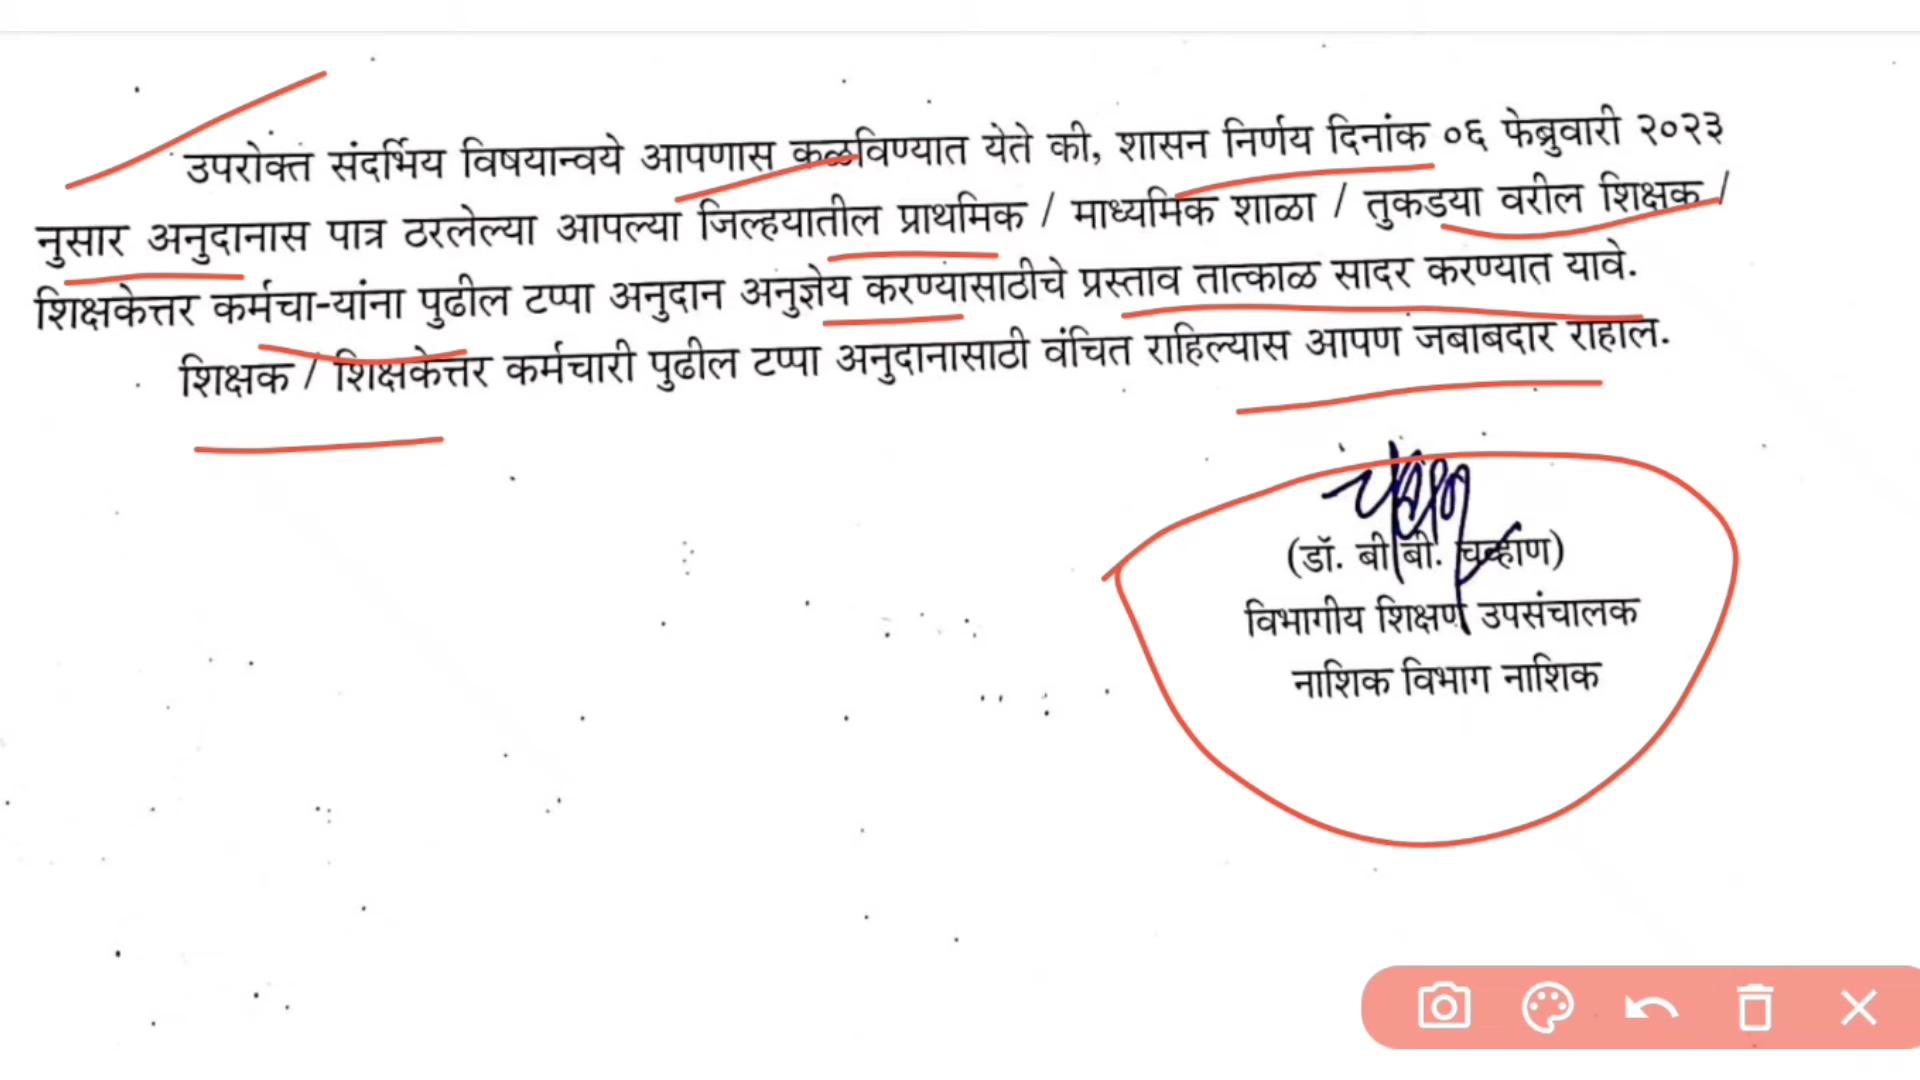 उपरोक्त संदर्भिय विषयान्वये आपणास कळविण्यात येते की, शासन निर्णय दिनांक ०६ फेब्रुवारी २०२३
नुसार अनुदानास पात्र ठरलेल्या आपल्या जिल्हयातील प्राथमिक / माध्यमिक शाळा / तुकडया वरील शिक्षक /
शिक्षकेत्तर कर्मचा-यांना पुढील टप्पा अनुदान अनुज्ञेय करण्यासाठीचे प्रस्ताव तात्काळ सादर करण्यात यावे.
शिक्षक / शिक्षकेत्तर कर्मचारी पुढील टप्पा अनुदानासाठी वंचित राहिल्यास आपण जबाबदार राहाल.
(डॉ. बी.बी. चव्हाण)
विभागीय शिक्षण उपसंचालक
नाशिक विभाग नाशिक